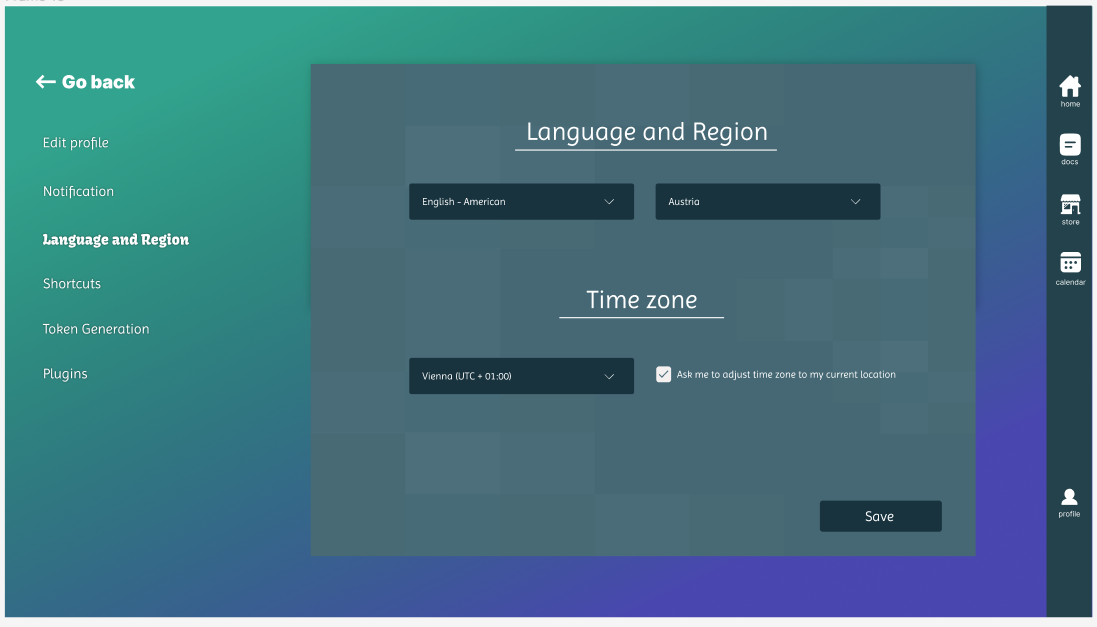 Go back
Edit profile
Notification
Language and Region
Shortcuts
Token Generation
Plugins
Language and Region
English - American
Austria
Time zone
Vienna (UTC + 01:00)
Ask me to adjust time zone to my current location
Save
home
docs
store
calendar
profile